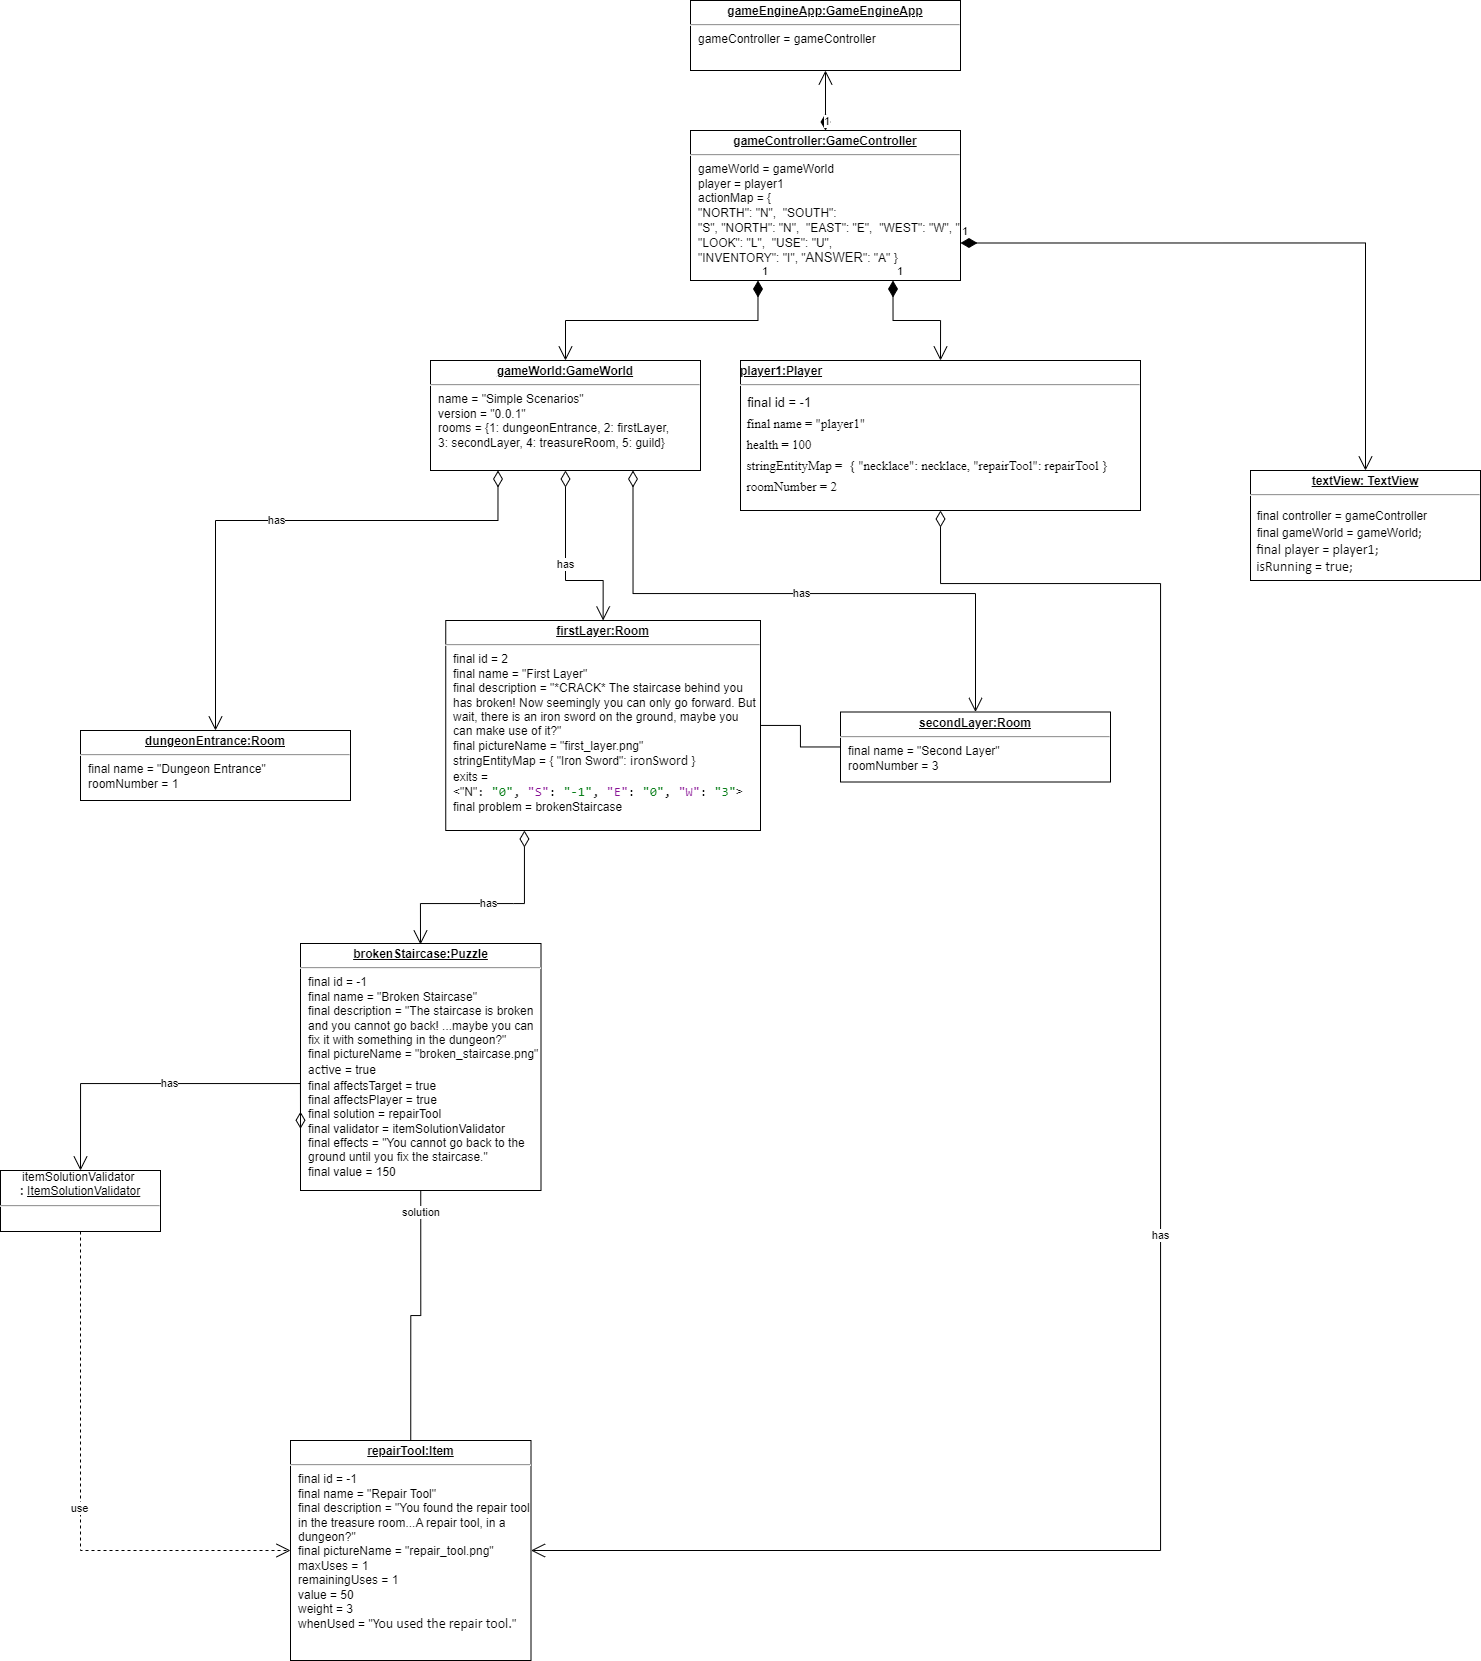 gameEngineApp:GameEngineApp
gameController = gameController
1
gameController:GameController
gameWorld = gameWorld
player = player1
actionMap = {
"NORTH": "N", "SOUTH":
"S", "NORTH": "N", "EAST": "E", "WEST": "W", "
"LOOK": "L", "USE": "U",
"INVENTORY": "I", "ANSWER": "A" }
1
1
1
gameWorld:GameWorld
name = "Simple Scenarios"
version = "0.0.1"
rooms = {1: dungeonEntrance, 2: firstLayer,
3: secondLayer, 4: treasureRoom, 5: guild}
player1:Player
final id = -1
final name = "player1"
health = 100
stringEntityMap = { "necklace": necklace, "repairTool": repairTool }
roomNumber = 2
textView: TextView
final controller = gameController
final gameWorld = gameWorld;
final player = player1;
isRunning = true;
has
has
has
firstLayer:Room
final id = 2
final name = "First Layer"
final description = "*CRACK* The staircase behind you
has broken! Now seemingly you can only go forward. But
wait, there is an iron sword on the ground, maybe you
can make use of it?"
final pictureName = "first_layer.png"
stringEntityMap = { "Iron Sword": ironSword }
exits =
<"N": "0", "S": "-1", "E": "0", "W": "3">
final problem = brokenStaircase
secondLayer:Room
final name = "Second Layer"
roomNumber = 3
dungeonEntrance:Room
final name = "Dungeon Entrance"
roomNumber = 1
has
brokenStaircase:Puzzle
final id = -1
final name = "Broken Staircase"
final description = "The staircase is broken
and you cannot go back! ...maybe you can
fix it with something in the dungeon?"
final pictureName = "broken_staircase.png"
active = true
final affectsTarget = true
final affectsPlayer = true
final solution = repairTool
final validator = itemSolutionValidator
final effects = "You cannot go back to the
ground until you fix the staircase."
final value = 150
has
itemSolutionValidator
: ItemSolutionValidator
solution
has
use
repairTool:Item
final id = -1
final name = "Repair Tool"
final description = "You found the repair tool
in the treasure room...A repair tool, in a
dungeon?"
final pictureName = "repair_tool.png"
maxUses = 1
remainingUses = 1
value = 50
weight = 3
whenUsed = "You used the repair tool."